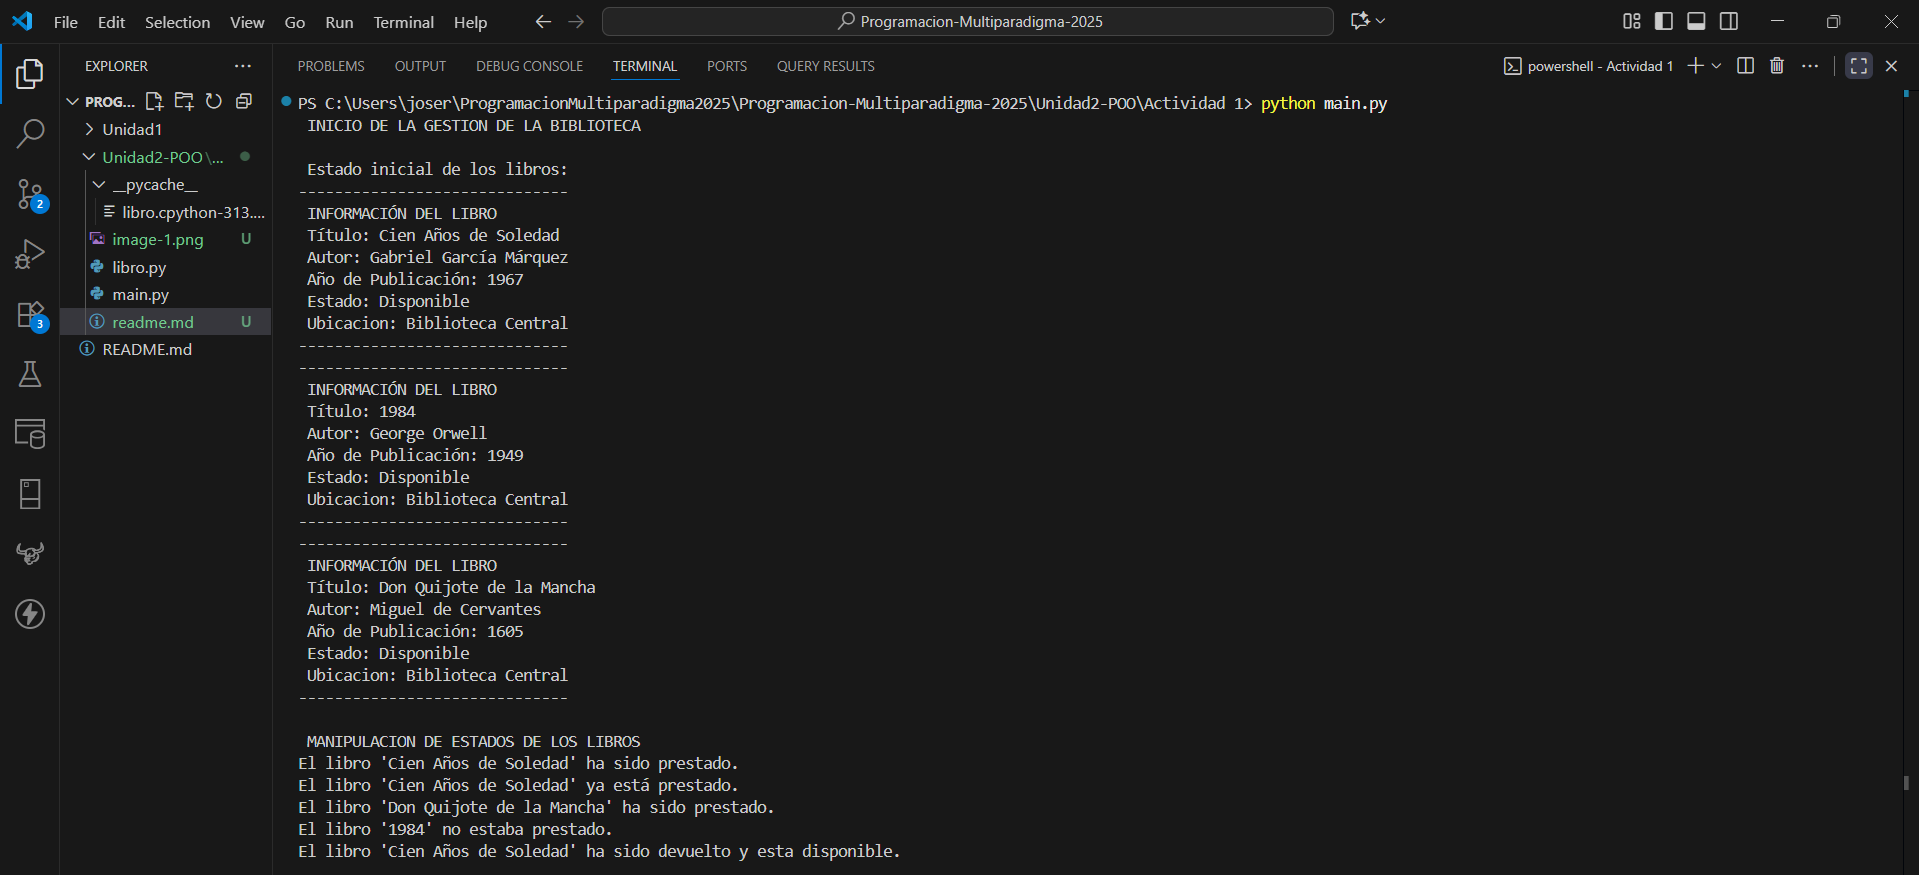 File Edit Selection View Go Run Terminal Help
Programacion-Multiparadigma-2025
EXPLORER
PROG...
Unidad1
Unidad2-POO\...
__pycache__
libro.cpython-313....
image-1.png U
libro.py
main.py
readme.md U
README.md
2
3
PROBLEMS OUTPUT DEBUG CONSOLE TERMINAL PORTS QUERY RESULTS
powershell - Actividad 1
PS C:\Users\joser\ProgramacionMultiparadigma2025\Programacion-Multiparadigma-2025\Unidad2-POO\Actividad 1> python main.py
INICIO DE LA GESTION DE LA BIBLIOTECA
Estado inicial de los libros:
------------------------------
INFORMACIÓN DEL LIBRO
Título: Cien Años de Soledad
Autor: Gabriel García Márquez
Año de Publicación: 1967
Estado: Disponible
Ubicacion: Biblioteca Central
------------------------------
------------------------------
INFORMACIÓN DEL LIBRO
Título: 1984
Autor: George Orwell
Año de Publicación: 1949
Estado: Disponible
Ubicacion: Biblioteca Central
------------------------------
------------------------------
INFORMACIÓN DEL LIBRO
Título: Don Quijote de la Mancha
Autor: Miguel de Cervantes
Año de Publicación: 1605
Estado: Disponible
Ubicacion: Biblioteca Central
------------------------------
MANIPULACION DE ESTADOS DE LOS LIBROS
El libro 'Cien Años de Soledad' ha sido prestado.
El libro 'Cien Años de Soledad' ya está prestado.
El libro 'Don Quijote de la Mancha' ha sido prestado.
El libro '1984' no estaba prestado.
El libro 'Cien Años de Soledad' ha sido devuelto y esta disponible.